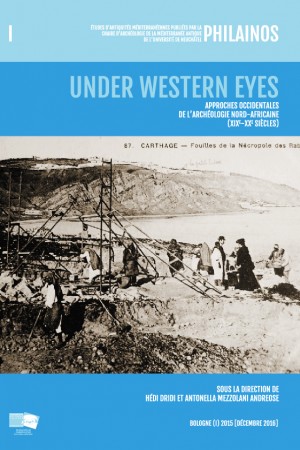 I
ÉTUDES D'ANTIQUITÉS MÉDITERRANÉENNES PUBLIÉES PAR LA
CHAIRE D'ARCHÉOLOGIE DE LA MÉDITERRANÉE ANTIQUE
DE L'UNIVERSITÉ DE NEUCHÂTEL
PHILAINOS
UNDER WESTERN EYES
APPROCHES OCCIDENTALES
DE L'ARCHÉOLOGIE NORD-AFRICAINE
(XIXE-XXE SIÈCLES)
67. CARTHAGE — Fouilles de la Nécropole des Rab
SOUS LA DIRECTION DE
HÉDI DRIDI ET ANTONELLA MEZZOLANI ANDREOSE
BOLOGNE (I) 2015 [DÉCEMBRE 2016]